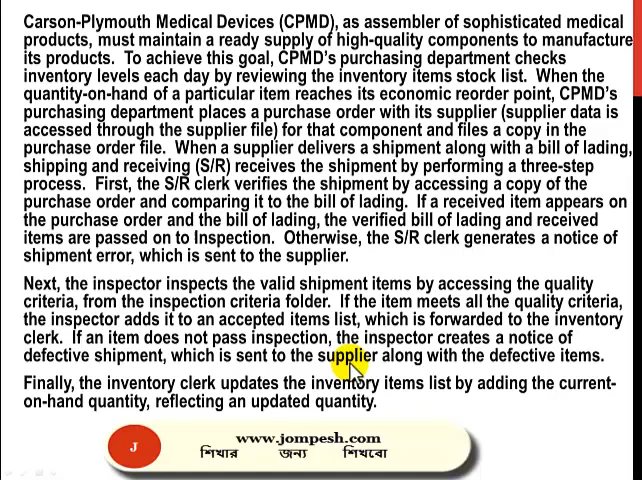 Carson-Plymouth Medical Devices (CPMD), as assembler of sophisticated medical
products, must maintain a ready supply of high-quality components to manufacture
its products. To achieve this goal, CPMD's purchasing department checks
inventory levels each day by reviewing the inventory items stock list. When the
quantity-on-hand of a particular item reaches its economic reorder point, CPMD's
purchasing department places a purchase order with its supplier (supplier data is
accessed through the supplier file) for that component and files a copy in the
purchase order file. When a supplier delivers a shipment along with a bill of lading,
shipping and receiving (S/R) receives the shipment by performing a three-step
process. First, the S/R clerk verifies the shipment by accessing a copy of the
purchase order and comparing it to the bill of lading. If a received item appears on
the purchase order and the bill of lading, the verified bill of lading and received
items are passed on to Inspection. Otherwise, the S/R clerk generates a notice of
shipment error, which is sent to the supplier.
Next, the inspector inspects the valid shipment items by accessing the quality
criteria, from the inspection criteria folder. If the item meets all the quality criteria,
the inspector adds it to an accepted items list, which is forwarded to the inventory
clerk. If an item does not pass inspection, the inspector creates a notice of
defective shipment, which is sent to the supplier along with the defective items.
Finally, the inventory clerk updates the inventory items list by adding the current-
on-hand quantity, reflecting an updated quantity.
J
www.jompesh.com
শিখার জন্য শিখবো